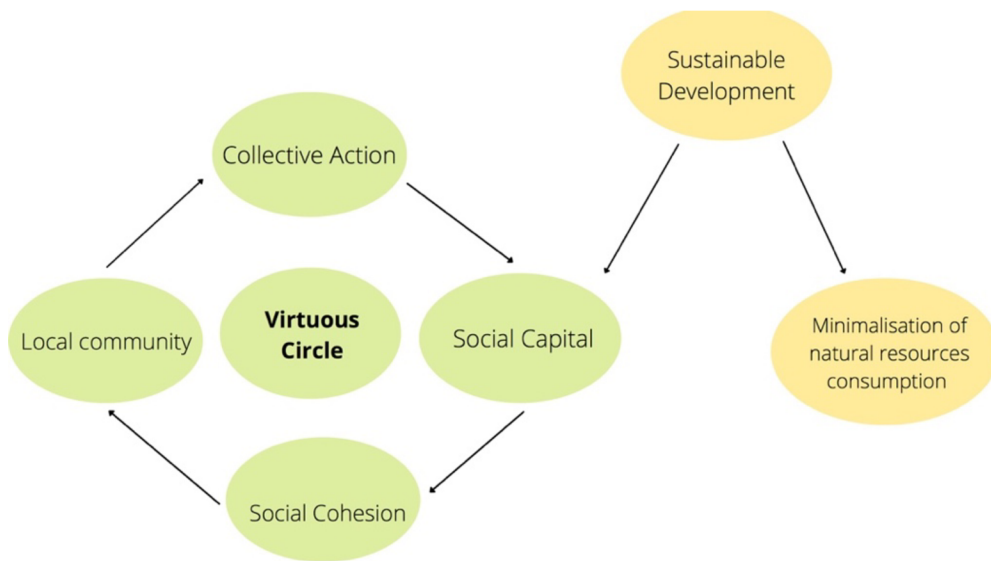 Sustainable
Development
Collective Action
Virtuous
Circle
Local community
Social Capital
Minimalisation of
natural resources
consumption
Social Cohesion